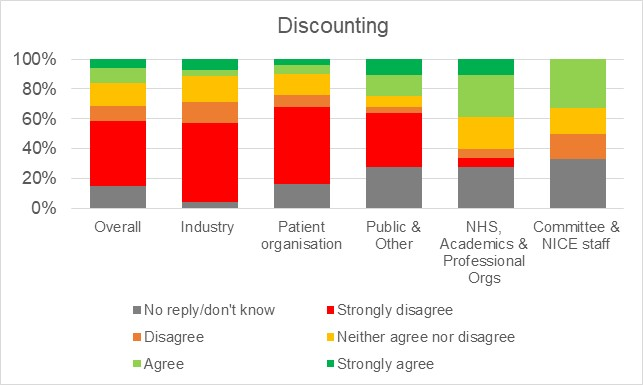 Discounting
100%
80%
60%
40%
20%
0%
Overall
Industry
Patient
organisation
Public &
Other
NHS,
Academics &
Professional
Orgs
Committee &
NICE staff
No reply/don't know
Strongly disagree
Disagree
Neither agree nor disagree
Agree
Strongly agree